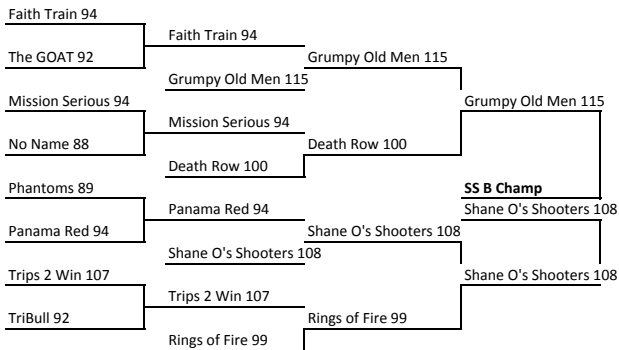 Faith Train 94
Faith Train 94
The GOAT 92
Grumpy Old Men 115
Grumpy Old Men 115
Mission Serious 94
Grumpy Old Men 115
Mission Serious 94
No Name 88
Death Row 100
Death Row 100
Phantoms 89
SS B Champ
Panama Red 94
Shane O's Shooters 108
Panama Red 94
Shane O's Shooters 108
Shane O's Shooters 108
Trips 2 Win 107
Shane O's Shooters 108
Trips 2 Win 107
TriBull 92
Rings of Fire 99
Rings of Fire 99